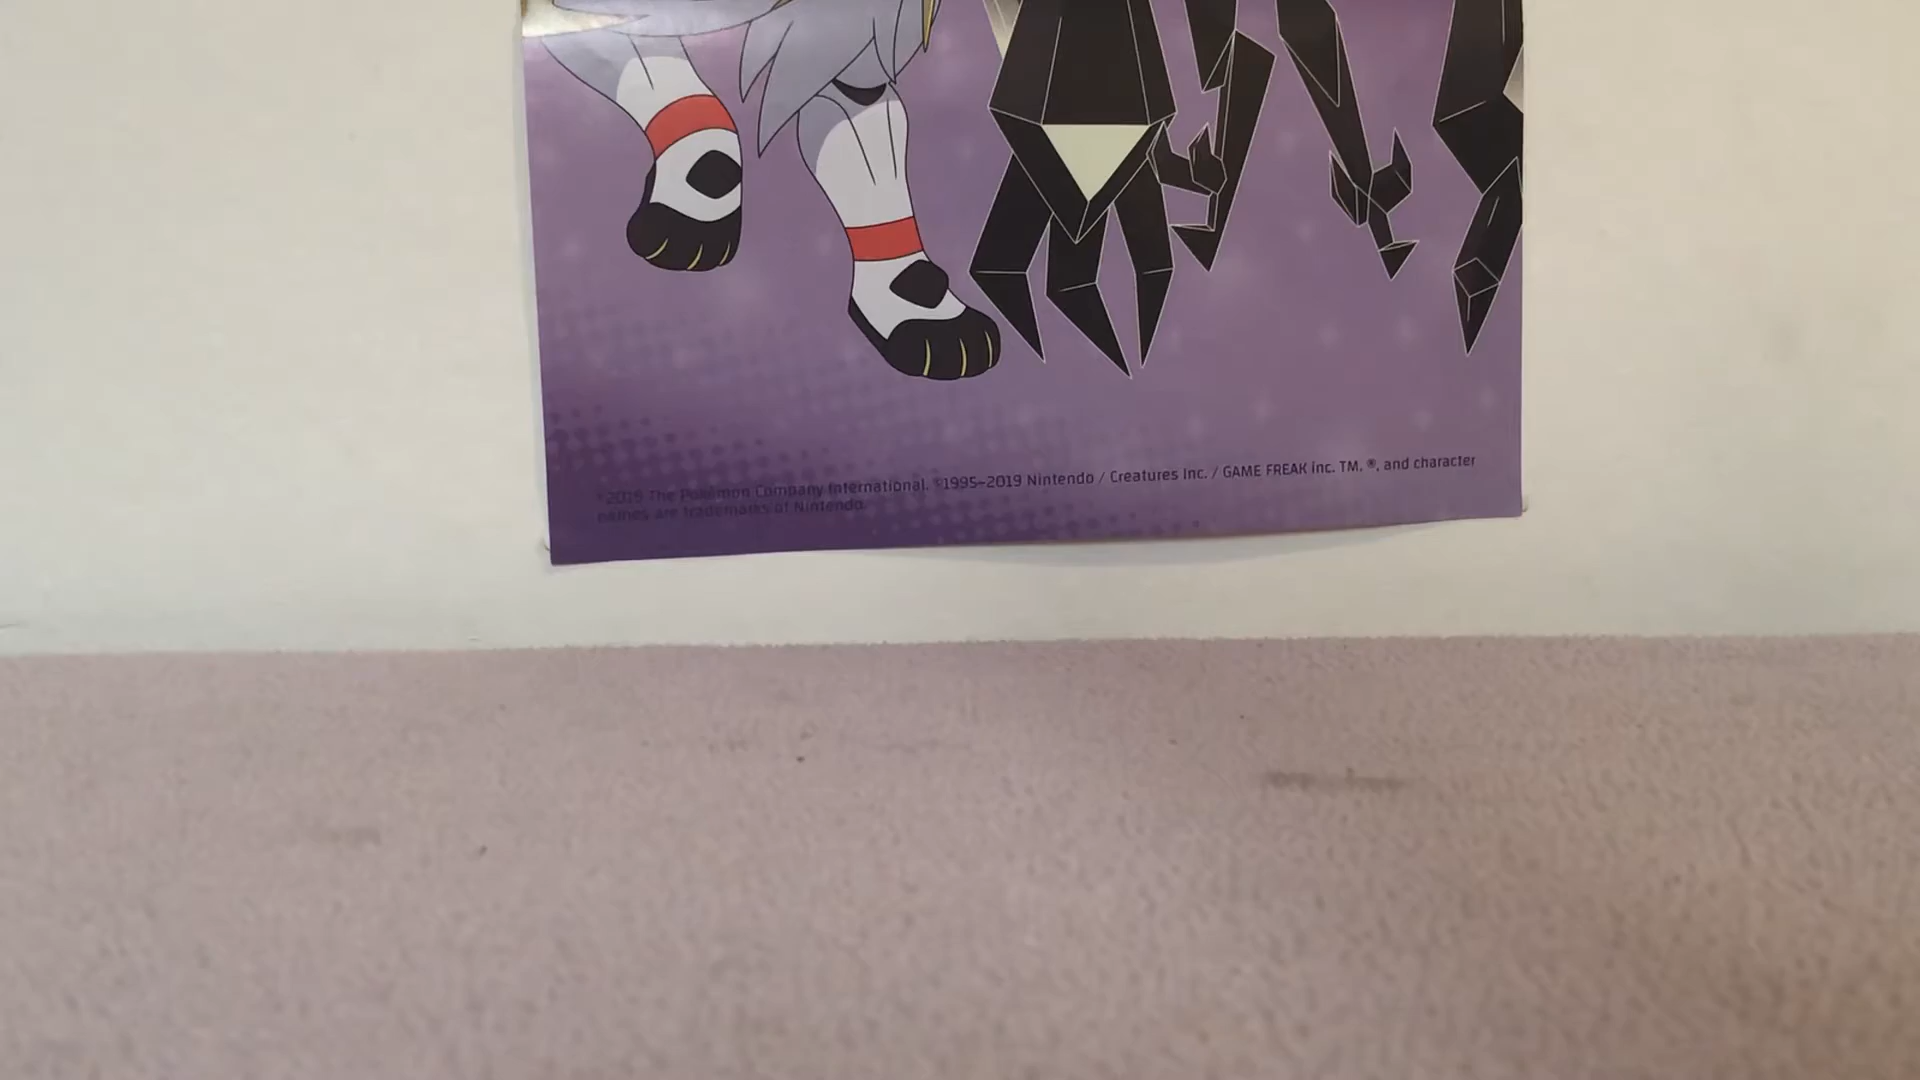 ©2019 The Pokémon Company International. ©1995–2019 Nintendo / Creatures Inc. / GAME FREAK inc. TM, ®, and character
names are trademarks of Nintendo.